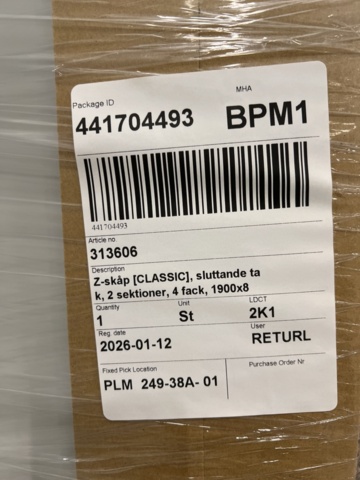 Package ID
MHA
441704493
BPM1
441704493
Article no
313606
Description
Z-skåp [CLASSIC], sluttande ta
k, 2 sektioner, 4 fack, 1900x8
Quantity
Unit
LDCT
1
St
2K1
Reg. date
User
2026-01-12
RETURL
Fixed Pick Location
Purchase Order Nr
PLM 249-38A- 01